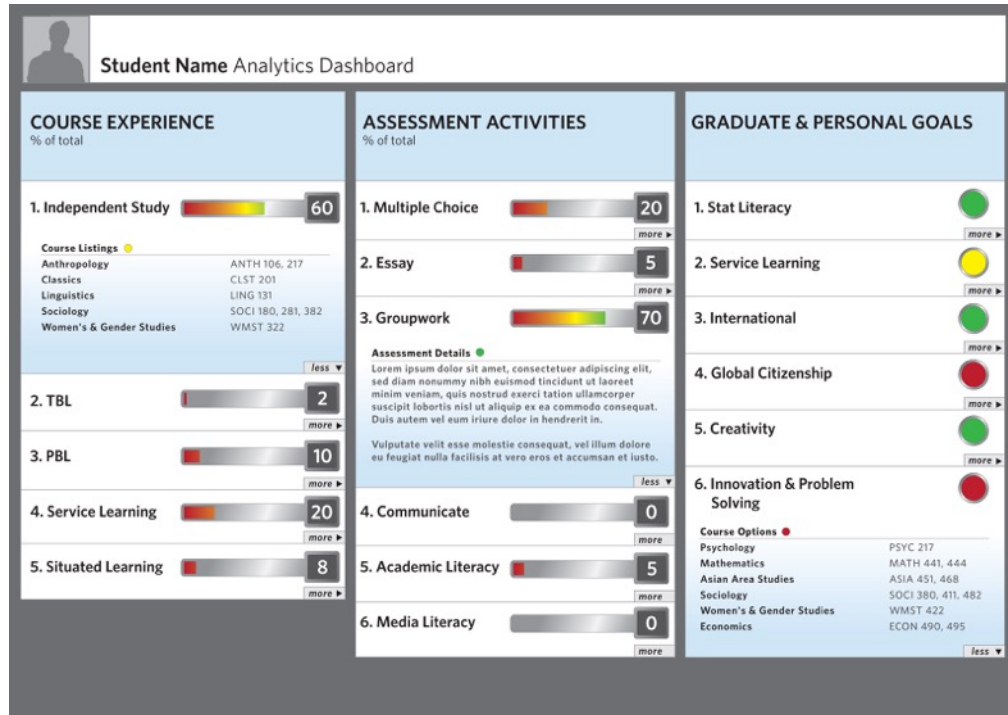 Student Name Analytics Dashboard
COURSE EXPERIENCE
% of total
1. Independent Study 60
Course Listings
Anthropology ANTH 106, 217
Classics CLST 201
Linguistics LING 131
Sociology SOCI 180, 281, 382
Women's & Gender Studies WMST 322
less ▼
2. TBL 2
more ▶
3. PBL 10
more ▶
4. Service Learning 20
more ▶
5. Situated Learning 8
more ▶
ASSESSMENT ACTIVITIES
% of total
1. Multiple Choice 20
more ▶
2. Essay 5
more ▶
3. Groupwork 70
Assessment Details
Lorem ipsum dolor sit amet, consectetuer adipiscing elit,
sed diam nonummy nibh euismod tincidunt ut laoreet
minim veniam, quis nostrud exerci tation ullamcorper
suscipit lobortis nisl ut aliquip ex ea commodo consequat.
Duis autem vel eum iriure dolor in hendrerit in.
Vulputate velit esse molestie consequat, vel illum dolore
eu feugiat nulla facilisis at vero eros et accumsan et iusto.
less ▼
4. Communicate 0
more
5. Academic Literacy 5
more
6. Media Literacy 0
more
GRADUATE & PERSONAL GOALS
1. Stat Literacy
more ▶
2. Service Learning
more ▶
3. International
more ▶
4. Global Citizenship
more ▶
5. Creativity
more ▶
6. Innovation & Problem
Solving
Course Options
Psychology PSYC 217
Mathematics MATH 441, 444
Asian Area Studies ASIA 451, 468
Sociology SOCI 380, 411, 482
Women's & Gender Studies WMST 422
Economics ECON 490, 495
less ▼